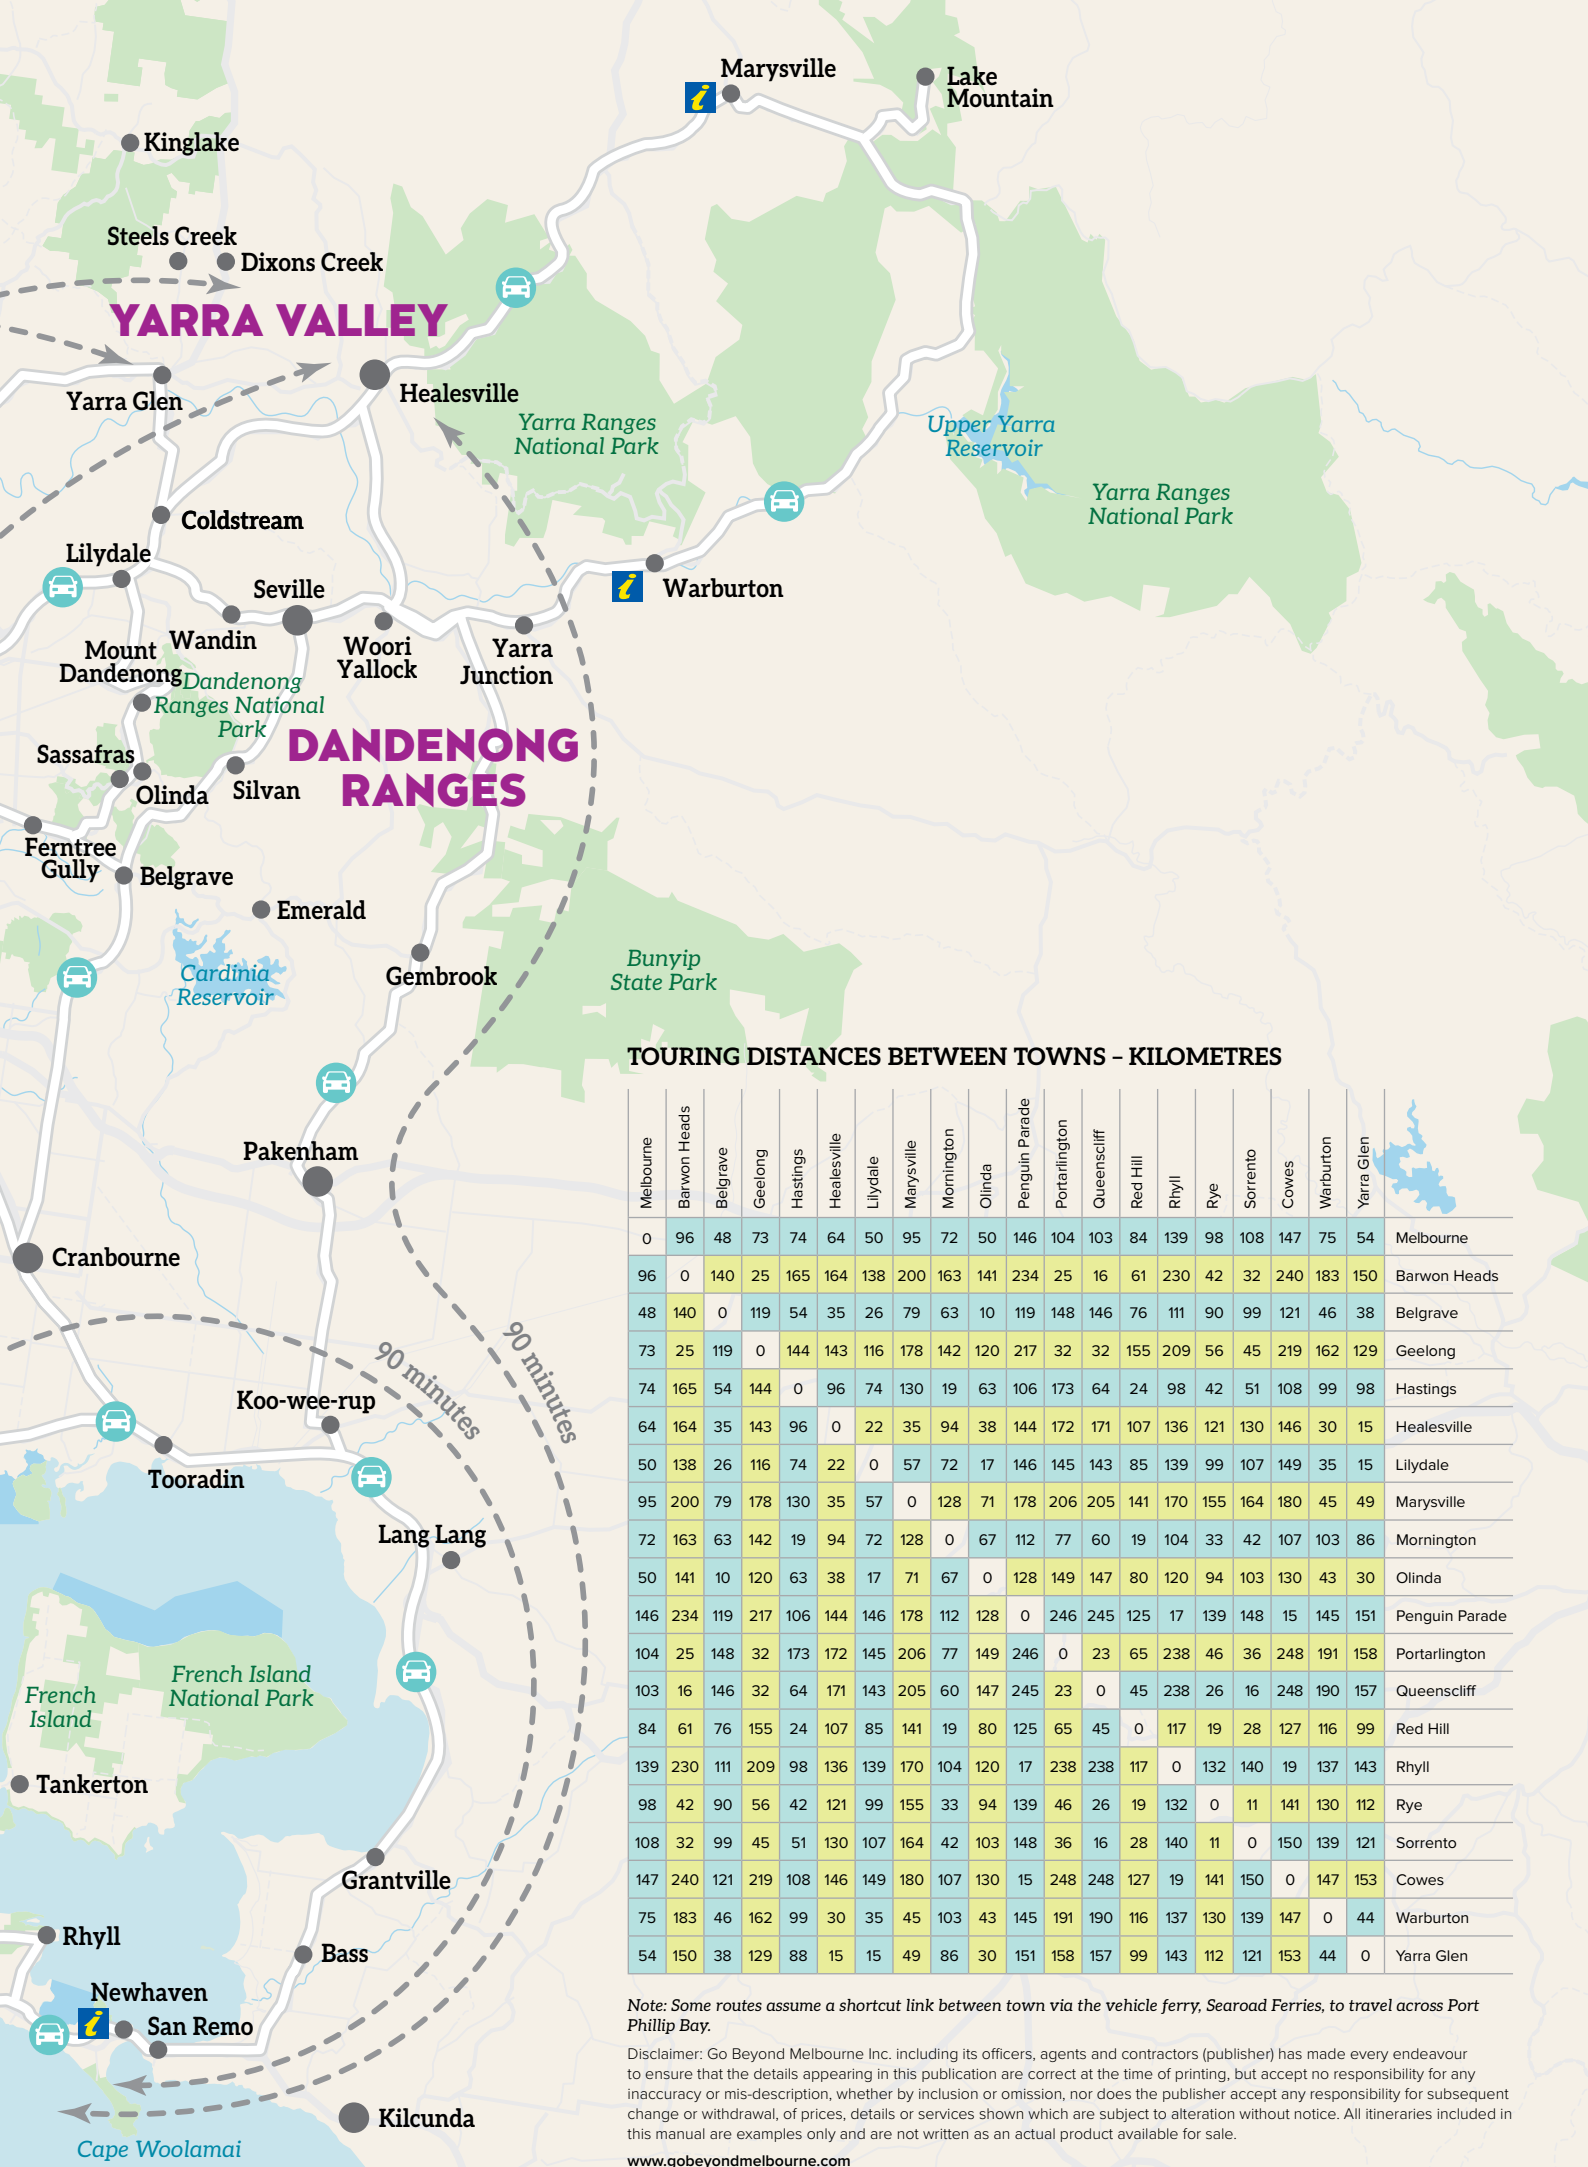 Marysville
Lake
Mountain
Kinglake
Steels Creek
Dixons Creek
YARRA VALLEY
Yarra Glen
Healesville
Yarra Ranges
National Park
Upper Yarra
Reservoir
Yarra Ranges
National Park
Coldstream
Lilydale
Seville
Warburton
Wandin
Mount
Dandenong
Woori
Yallock
Yarra
Junction
Dandenong
Ranges National
Park
DANDENONG
RANGES
Sassafras
Olinda
Silvan
Ferntree
Gully
Belgrave
Emerald
Cardinia
Reservoir
Gembrook
Bunyip
State Park
Pakenham
Cranbourne
90 minutes
90 minutes
Koo-wee-rup
Tooradin
Lang Lang
French Island
National Park
French
Island
Tankerton
Grantville
Rhyll
Bass
Newhaven
San Remo
Kilcunda
Cape Woolamai
TOURING DISTANCES BETWEEN TOWNS – KILOMETRES
Melbourne Barwon Heads Belgrave Geelong Hastings Healesville Lilydale Marysville Mornington Olinda Penguin Parade Portarlington Queenscliff Red Hill Rhyll Rye Sorrento Cowes Warburton Yarra Glen
0 96 48 73 74 64 50 95 72 50 146 104 103 84 139 98 108 147 75 54 Melbourne
96 0 140 25 165 164 138 200 163 141 234 25 16 61 230 42 32 240 183 150 Barwon Heads
48 140 0 119 54 35 26 79 63 10 119 148 146 76 111 90 99 121 46 38 Belgrave
73 25 119 0 144 143 116 178 142 120 217 32 32 155 209 56 45 219 162 129 Geelong
74 165 54 144 0 96 74 130 19 63 106 173 64 24 98 42 51 108 99 98 Hastings
64 164 35 143 96 0 22 35 94 38 144 172 171 107 136 121 130 146 30 15 Healesville
50 138 26 116 74 22 0 57 72 17 146 145 143 85 139 99 107 149 35 15 Lilydale
95 200 79 178 130 35 57 0 128 71 178 206 205 141 170 155 164 180 45 49 Marysville
72 163 63 142 19 94 72 128 0 67 112 77 60 19 104 33 42 107 103 86 Mornington
50 141 10 120 63 38 17 71 67 0 128 149 147 80 120 94 103 130 43 30 Olinda
146 234 119 217 106 144 146 178 112 128 0 246 245 125 17 139 148 15 145 151 Penguin Parade
104 25 148 32 173 172 145 206 77 149 246 0 23 65 238 46 36 248 191 158 Portarlington
103 16 146 32 64 171 143 205 60 147 245 23 0 45 238 26 16 248 190 157 Queenscliff
84 61 76 155 24 107 85 141 19 80 125 65 45 0 117 19 28 127 116 99 Red Hill
139 230 111 209 98 136 139 170 104 120 17 238 238 117 0 132 140 19 137 143 Rhyll
98 42 90 56 42 121 99 155 33 94 139 46 26 19 132 0 11 141 130 112 Rye
108 32 99 45 51 130 107 164 42 103 148 36 16 28 140 11 0 150 139 121 Sorrento
147 240 121 219 108 146 149 180 107 130 15 248 248 127 19 141 150 0 147 153 Cowes
75 183 46 162 99 30 35 45 103 43 145 191 190 116 137 130 139 147 0 44 Warburton
54 150 38 129 88 15 15 49 86 30 151 158 157 99 143 112 121 153 44 0 Yarra Glen
Note: Some routes assume a shortcut link between town via the vehicle ferry, Searoad Ferries, to travel across Port
Phillip Bay.
Disclaimer: Go Beyond Melbourne Inc. including its officers, agents and contractors (publisher) has made every endeavour
to ensure that the details appearing in this publication are correct at the time of printing, but accept no responsibility for any
inaccuracy or mis-description, whether by inclusion or omission, nor does the publisher accept any responsibility for subsequent
change or withdrawal, of prices, details or services shown which are subject to alteration without notice. All itineraries included in
this manual are examples only and are not written as an actual product available for sale.
www.gobeyondmelbourne.com